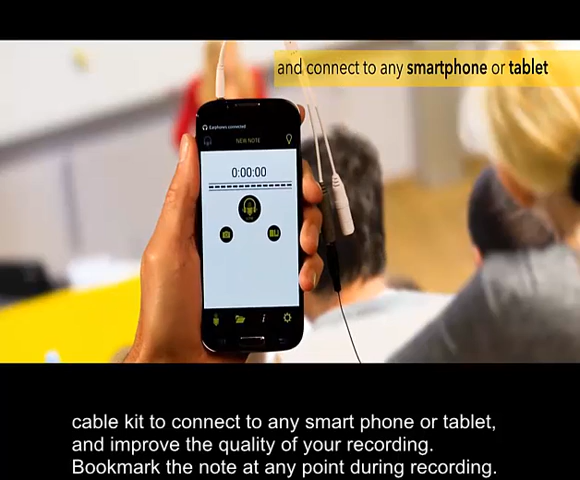 and connect to any smartphone or tablet
Earphones connected
NEW NOTE
0:00:00
cable kit to connect to any smart phone or tablet,
and improve the quality of your recording.
Bookmark the note at any point during recording.